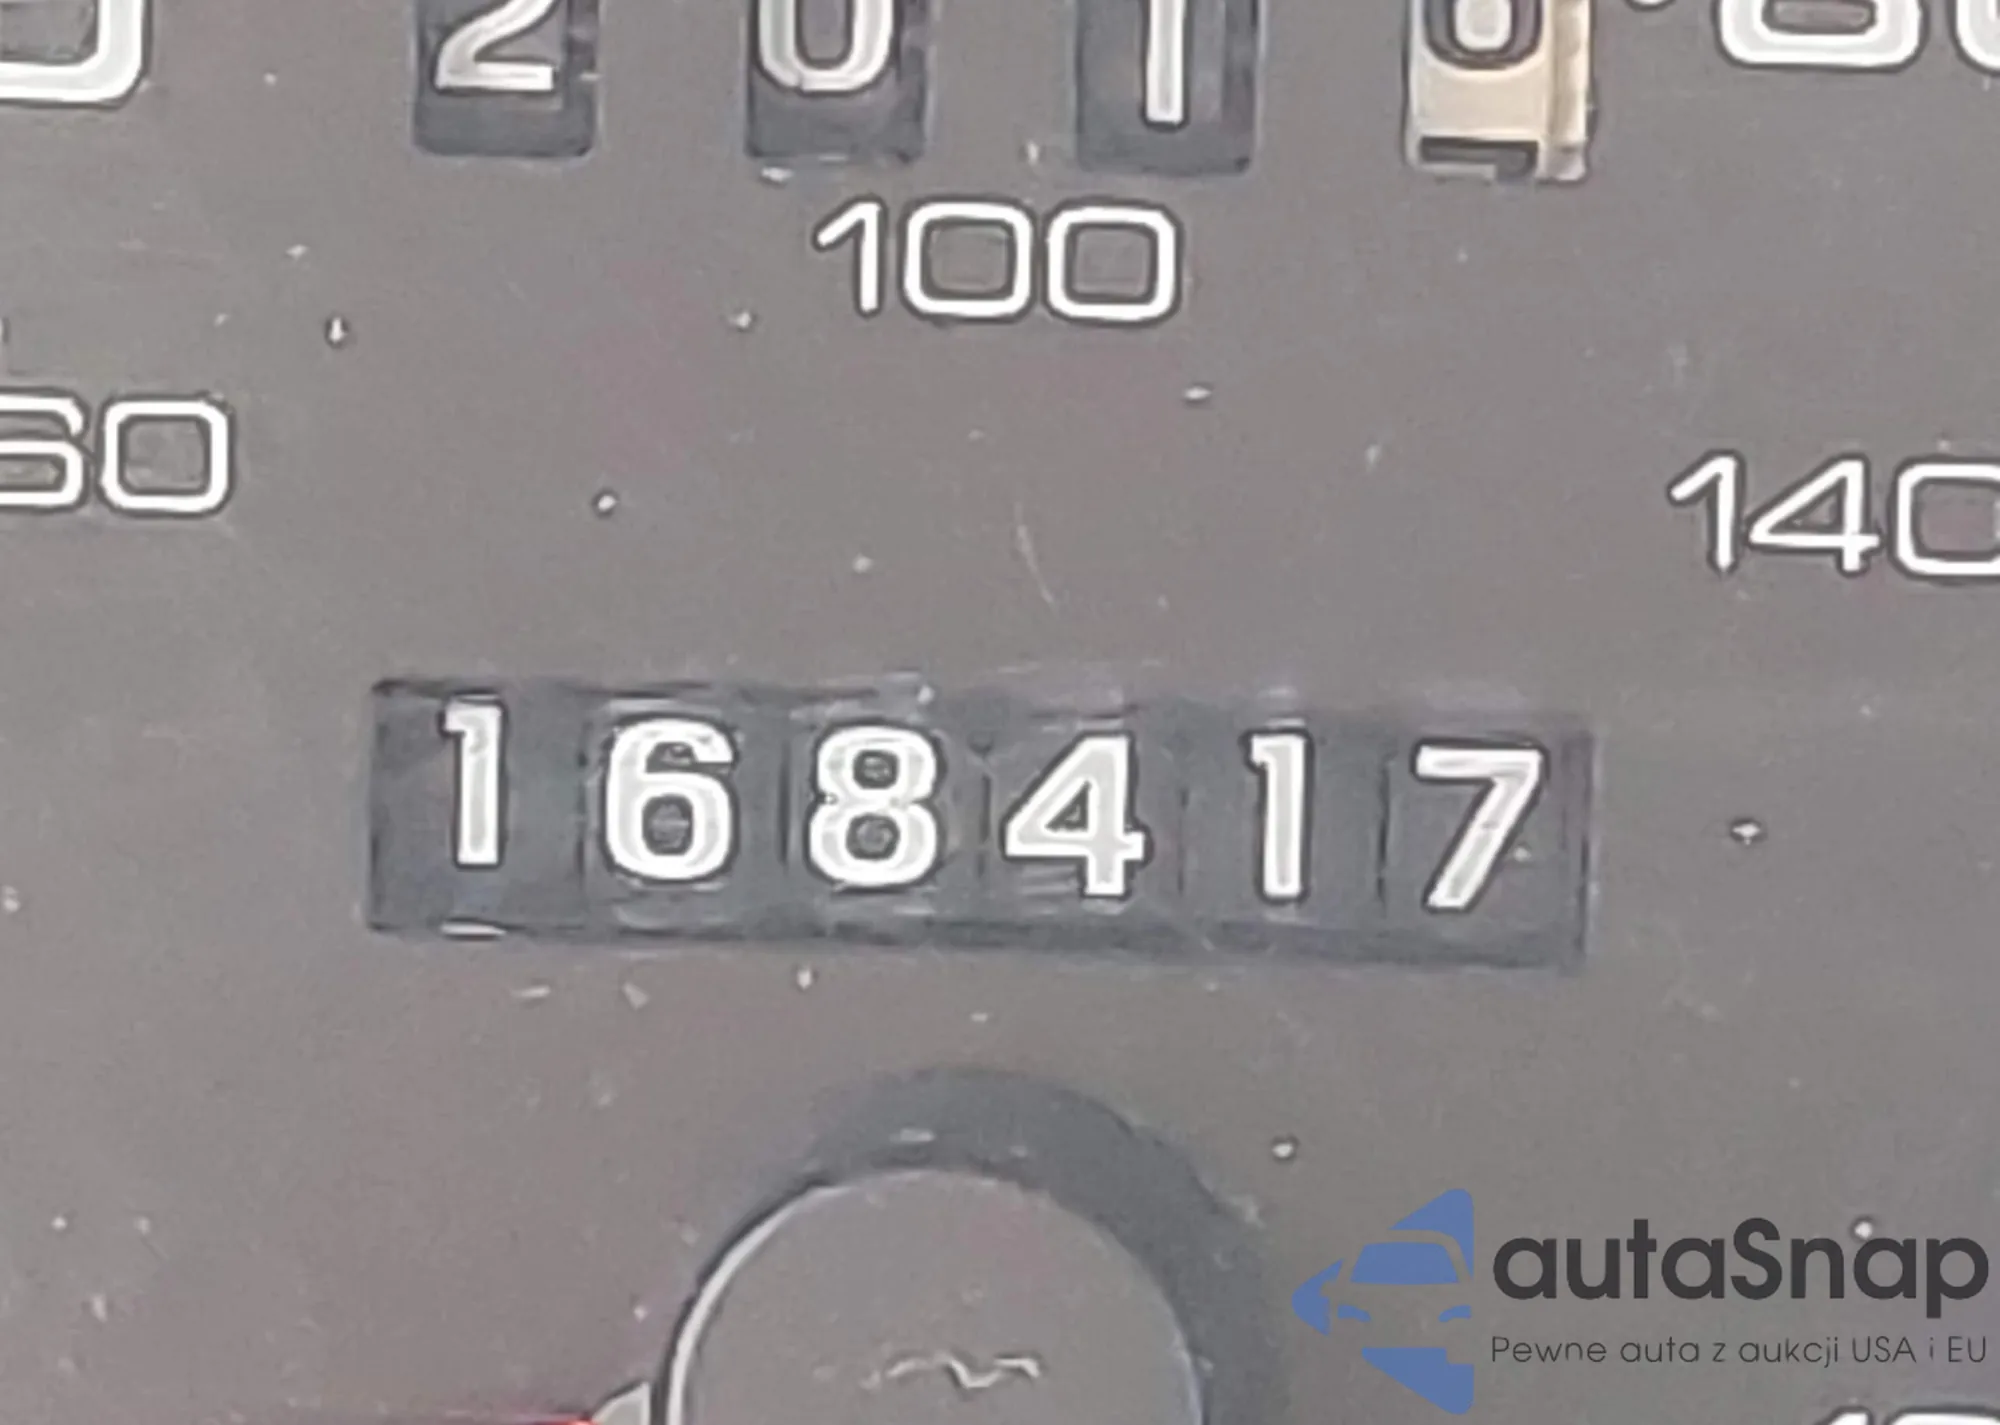 2 0 1
100
60
140
168417
autaSnap
Pewne auta z aukcji USA i EU